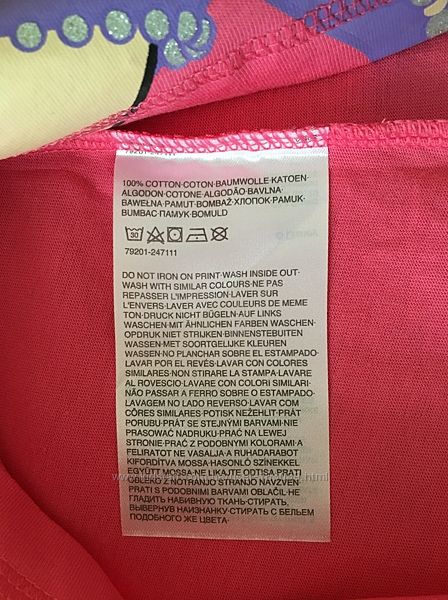 79201-247111
100% COTTON·COTON·BAUMWOLLE·KATOEN·
ALGODON·COTONE·ALGODÃO·BAVLNA·
BAWEŁNA·PAMUT·BOMBAŽ·ХЛОПОК·PAMUK·
BUMBAC·ПАМУК·BOMULD
30
79201-247111
DO NOT IRON ON PRINT·WASH INSIDE OUT·
WASH WITH SIMILAR COLOURS·NE PAS
REPASSER L'IMPRESSION·LAVER SUR
L'ENVERS·LAVER AVEC COULEURS DE MEME
TON·DRUCK NICHT BÜGELN·AUF LINKS
WASCHEN·MIT ÄHNLICHEN FARBEN WASCHEN·
OPDRUK NIET STRIJKEN·BINNENSTEBUITEN
WASSEN·MET SOORTGELIJKE KLEUREN
WASSEN·NO PLANCHAR SOBRE EL ESTAMPADO·
LAVAR POR EL REVÉS·LAVAR CON COLORES
SIMILARES·NON STIRARE LA STAMPA·LAVARE
AL ROVESCIO·LAVARE CON COLORI SIMILARI·
NÃO PASSAR A FERRO SOBRE O ESTAMPADO·
LAVAGEM NO LADO REVERSO·LAVAR COM
CÔRES SIMILARES·POTISK NEŽEHLIT·PRÁT
PORUBU·PRÁT SE STEJNÝMI BARVAMI·NIE
PRASOWAĆ NADRUKU·PRAĆ NA LEWEJ
STRONIE·PRAĆ Z PODOBNYMI KOLORAMI·A
FELIRATOT NE VASALJA·A RUHADARABOT
KIFORDÍTVA MOSSA·HASONLÓ SZÍNEKKEL
EGYÜTT MOSSA·NE LIKAJTE OPTISA·PRATI
OBLEKO Z NOTRANJO STRANJO NAVZVEN·
PRATI S PODOBNIMI BARVAMI OBLAČIL·НЕ
ГЛАДИТЬ НАБИВНУЮ ТКАНЬ·СТИРАТЬ,
ВЫВЕРНУВ НАИЗНАНКУ·СТИРАТЬ С БЕЛЬЕМ
ПОДОБНОГО ЖЕ ЦВЕТА·